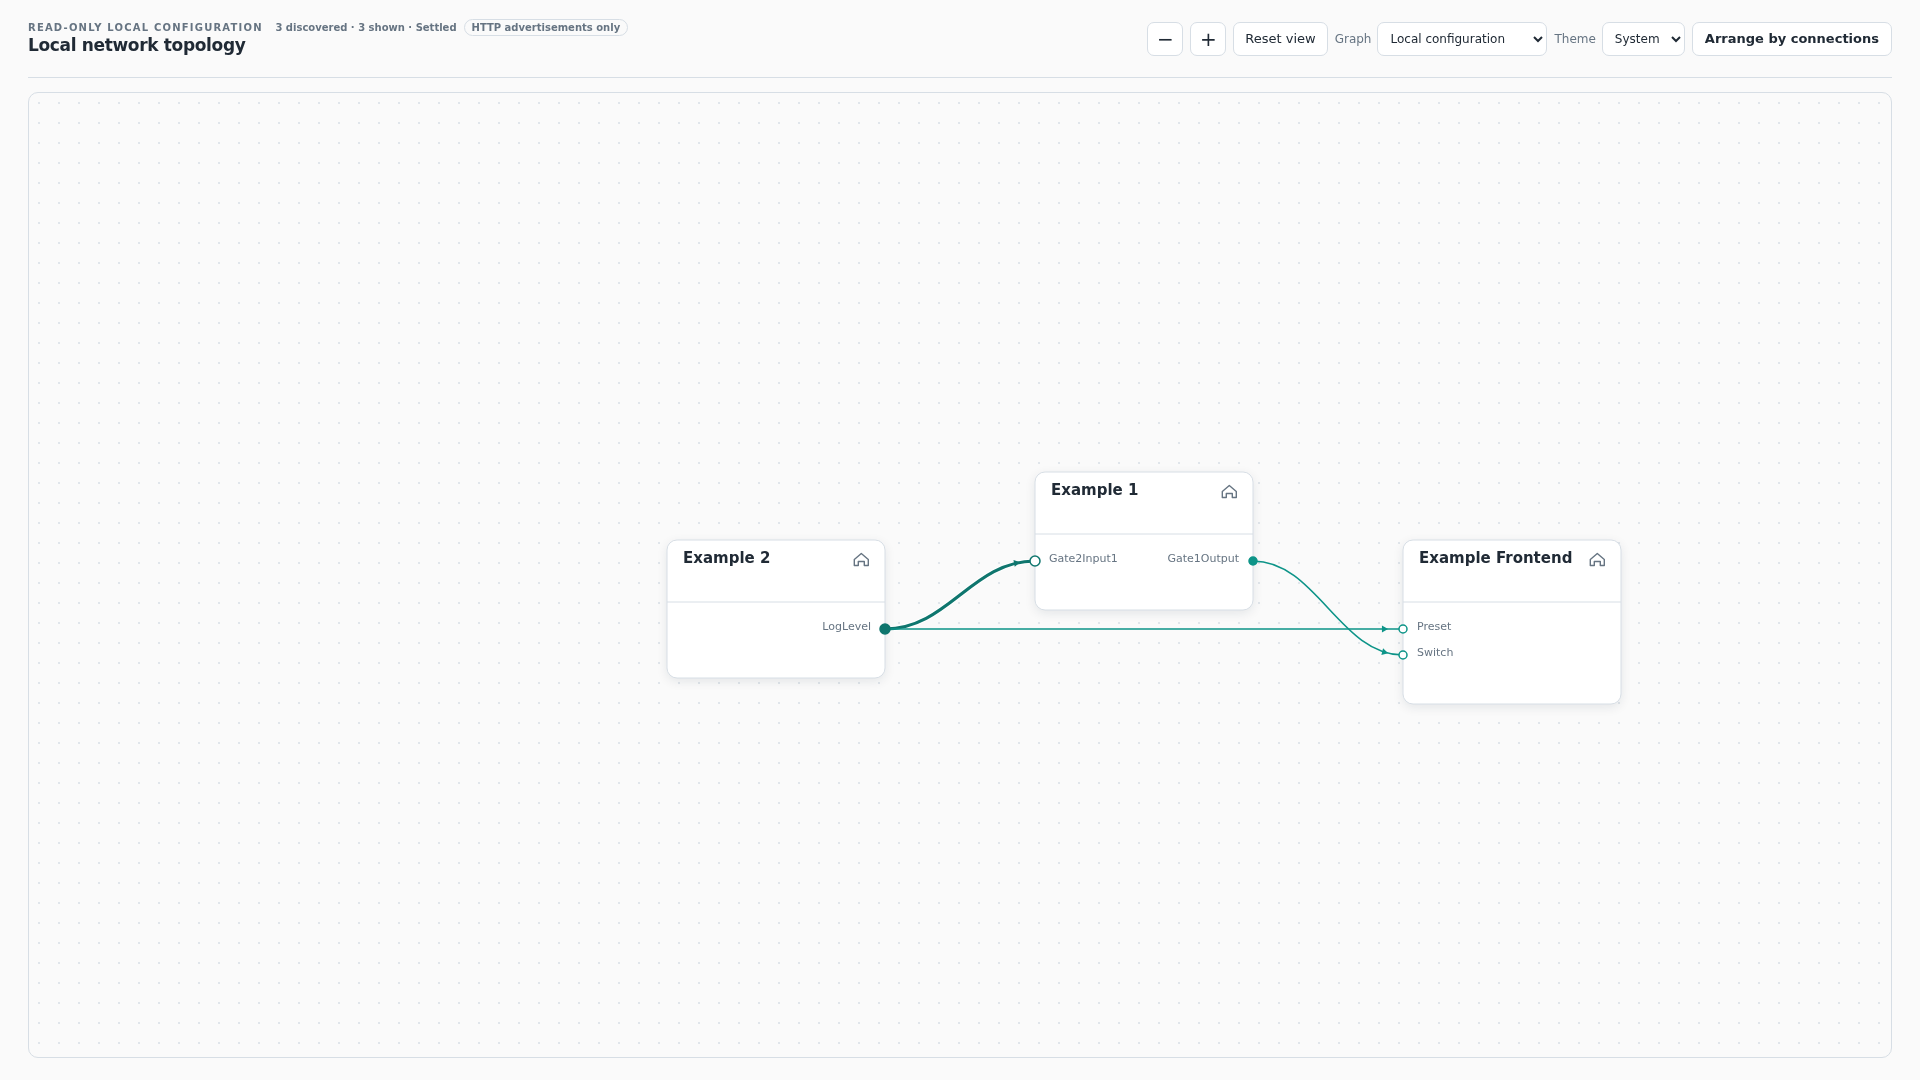 READ-ONLY LOCAL CONFIGURATION 3 discovered · 3 shown · Settled HTTP advertisements only
Local network topology
− + Reset view Graph Local configuration Theme System Arrange by connections
Example 1
Gate2Input1 Gate1Output
Example 2
LogLevel
Example Frontend
Preset
Switch